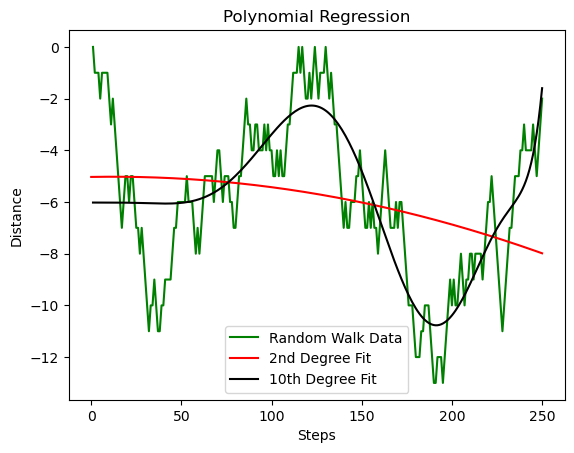 Polynomial Regression
Distance
0
−2
−4
−6
−8
−10
−12
Random Walk Data
2nd Degree Fit
10th Degree Fit
0 50 100 150 200 250
Steps